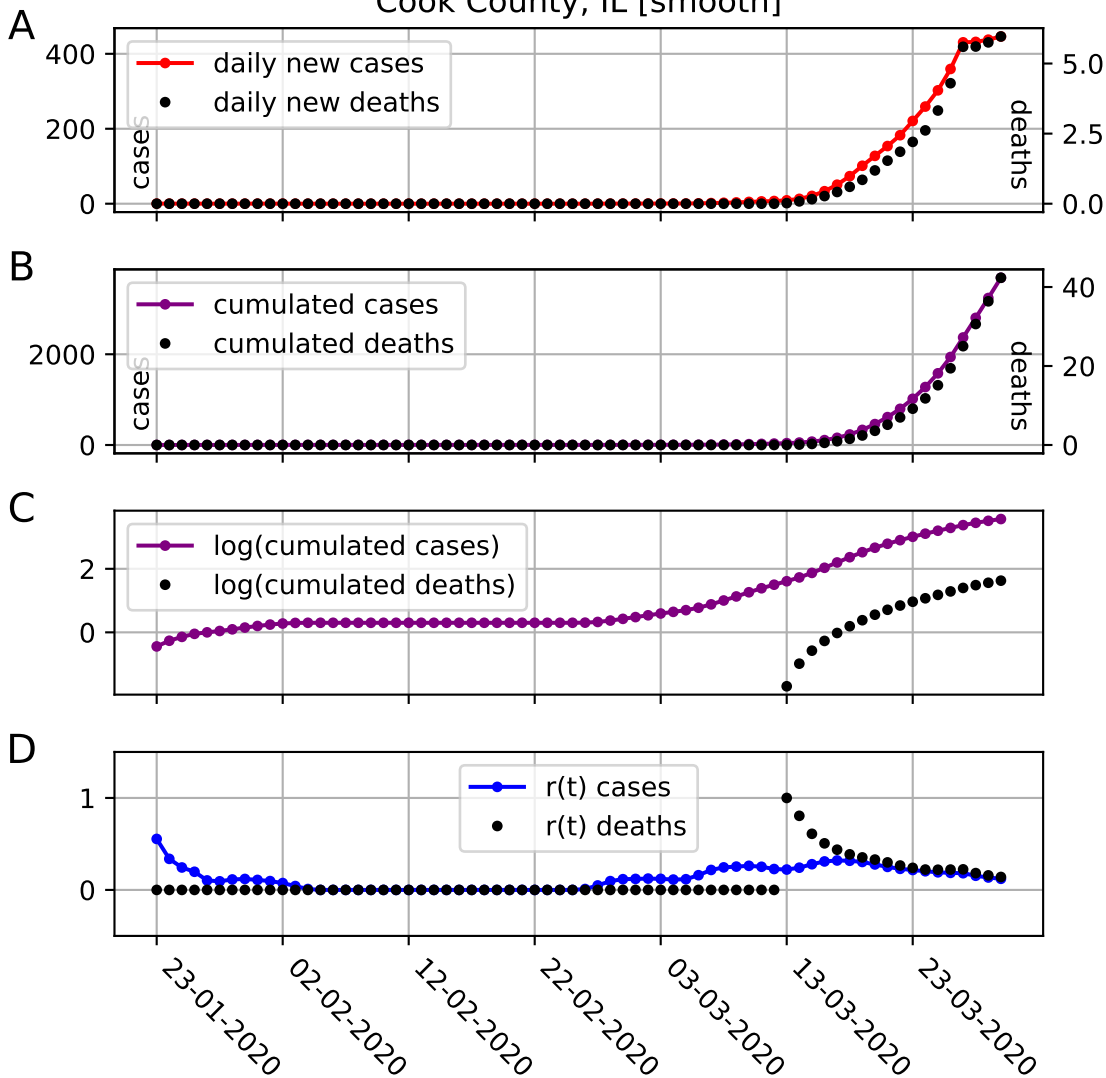 Cook County, IL [smooth]
A
400
200
0
cases
daily new cases
daily new deaths
deaths
5.0
2.5
0.0
B
2000
0
cases
cumulated cases
cumulated deaths
deaths
40
20
0
C
2
0
log(cumulated cases)
log(cumulated deaths)
D
1
0
r(t) cases
r(t) deaths
23-01-2020
02-02-2020
12-02-2020
22-02-2020
03-03-2020
13-03-2020
23-03-2020